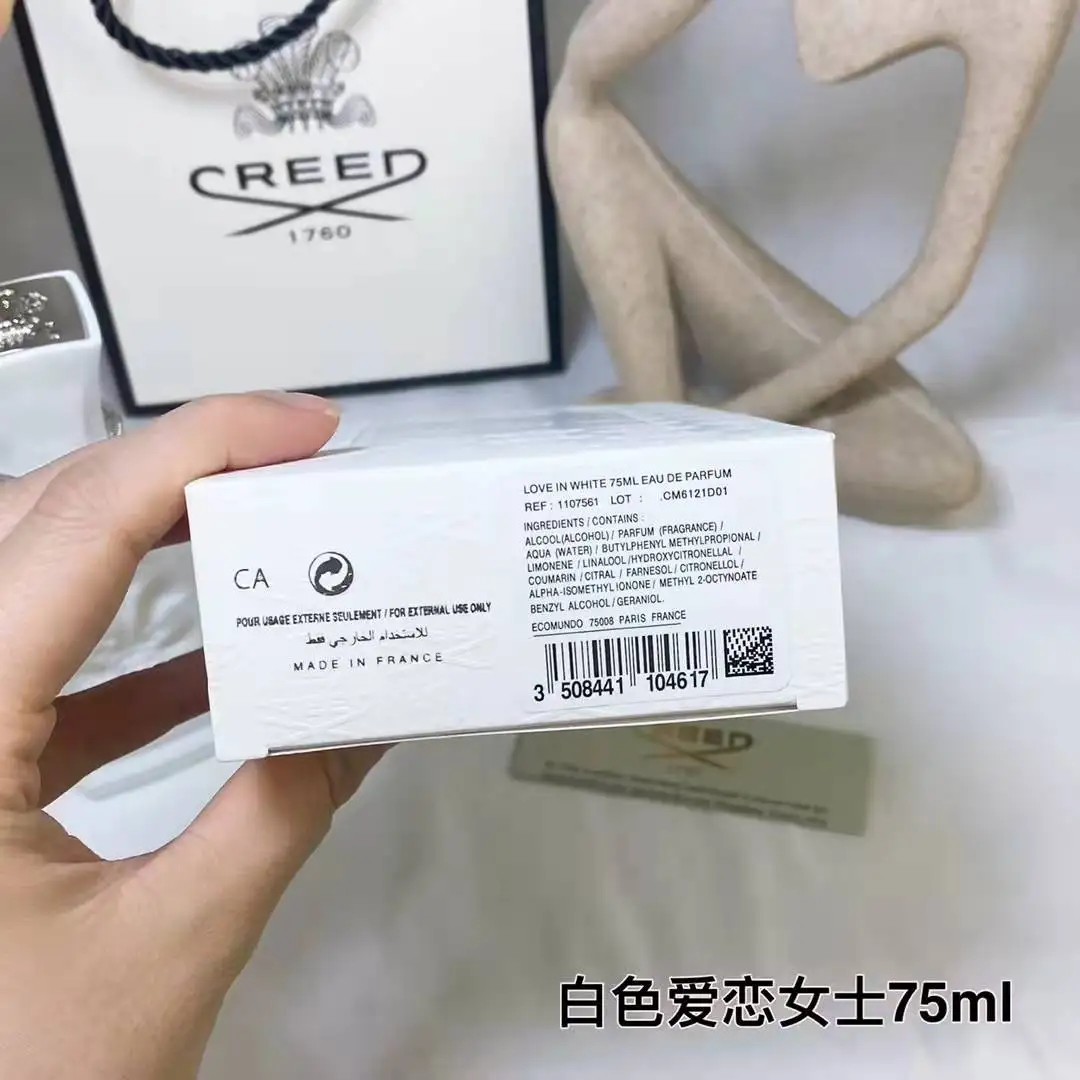 CREED
1760
LOVE IN WHITE 75ML EAU DE PARFUM
REF : 1107561 LOT : .CM6121D01
INGREDIENTS / CONTAINS :
ALCOOL(ALCOHOL) / PARFUM (FRAGRANCE) /
AQUA (WATER) / BUTYLPHENYL METHYLPROPIONAL /
LIMONENE / LINALOOL/HYDROXYCITRONELLAL /
COUMARIN / CITRAL / FARNESOL / CITRONELLOL /
ALPHA-ISOMETHYL IONONE / METHYL 2-OCTYNOATE
BENZYL ALCOHOL / GERANIOL.
ECOMUNDO 75008 PARIS FRANCE
3 508441 104617
CA
POUR USAGE EXTERNE SEULEMENT / FOR EXTERNAL USE ONLY
للاستخدام الخارجي فقط
MADE IN FRANCE
CREED
1760
白色爱恋女士75ml